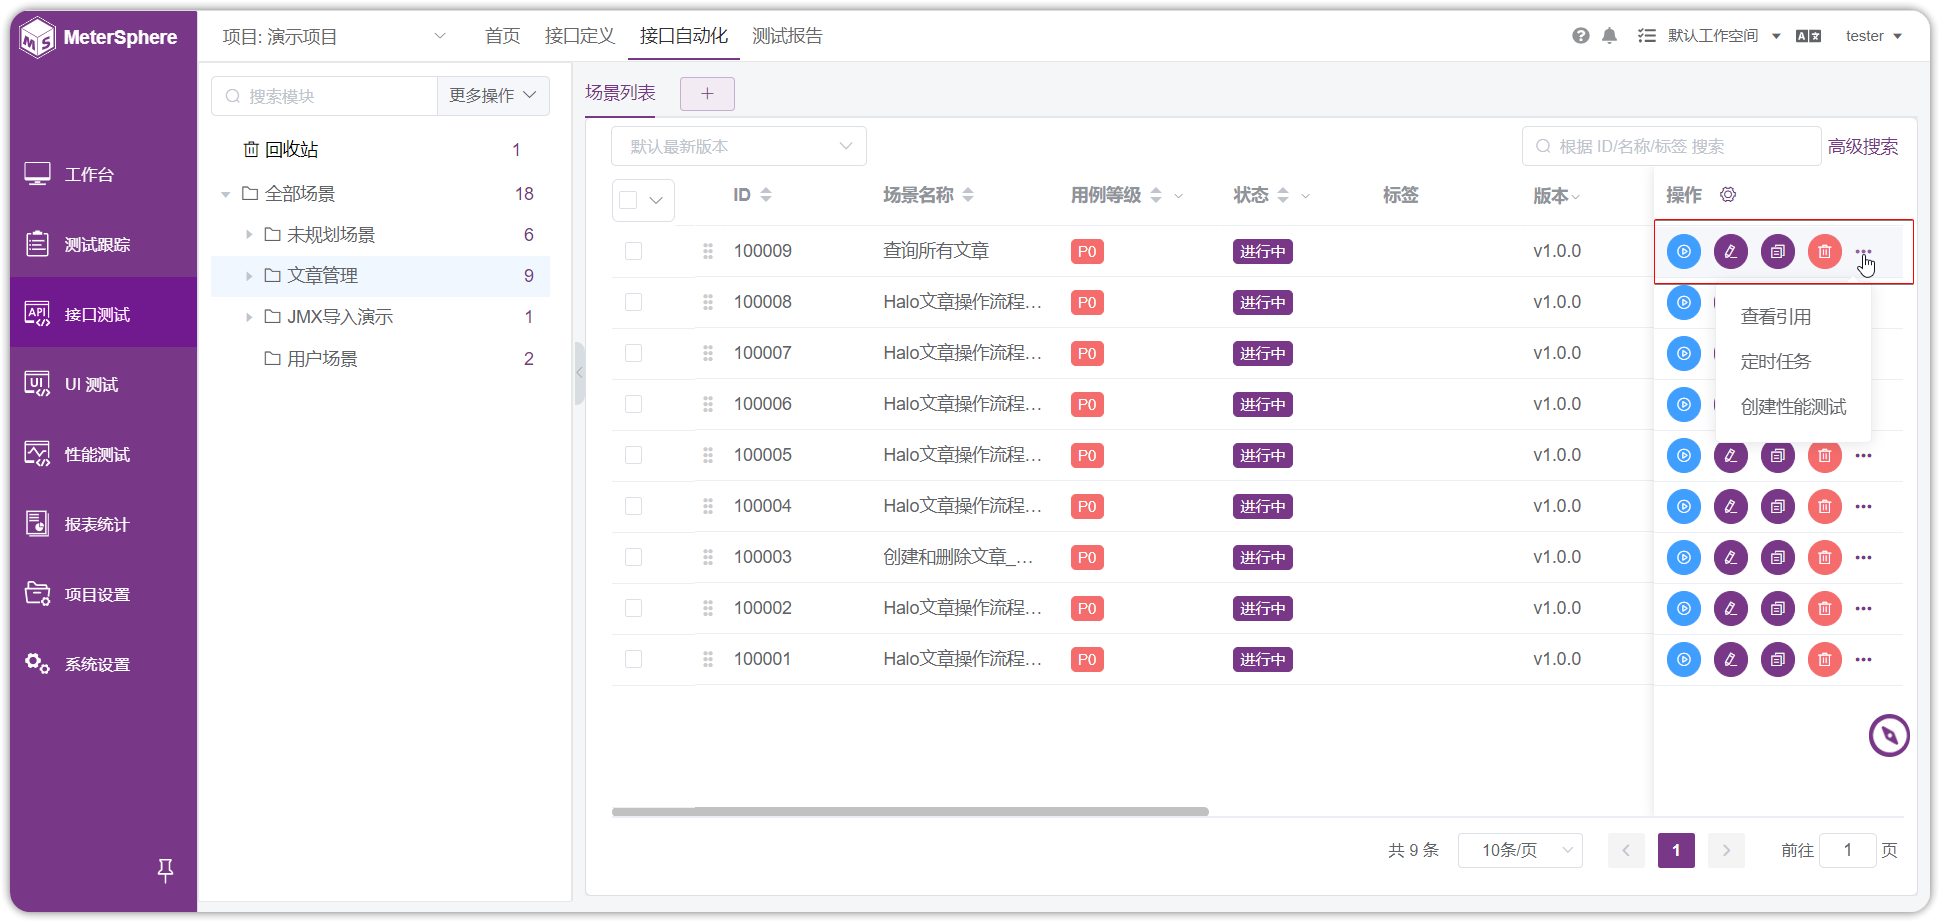 MeterSphere
项目: 演示项目
首页 接口定义 接口自动化 测试报告
默认工作空间
tester
工作台
测试跟踪
接口测试
UI 测试
性能测试
报表统计
项目设置
系统设置
搜索模块 更多操作
回收站 1
全部场景 18
未规划场景 6
文章管理 9
JMX导入演示 1
用户场景 2
场景列表 +
默认最新版本
根据 ID/名称/标签 搜索 高级搜索
ID 场景名称 用例等级 状态 标签 版本 操作
100009 查询所有文章 P0 进行中 v1.0.0
100008 Halo文章操作流程... P0 进行中 v1.0.0
100007 Halo文章操作流程... P0 进行中 v1.0.0
100006 Halo文章操作流程... P0 进行中 v1.0.0
100005 Halo文章操作流程... P0 进行中 v1.0.0
100004 Halo文章操作流程... P0 进行中 v1.0.0
100003 创建和删除文章_... P0 进行中 v1.0.0
100002 Halo文章操作流程... P0 进行中 v1.0.0
100001 Halo文章操作流程... P0 进行中 v1.0.0
查看引用
定时任务
创建性能测试
共 9 条 10条/页 1 前往 1 页